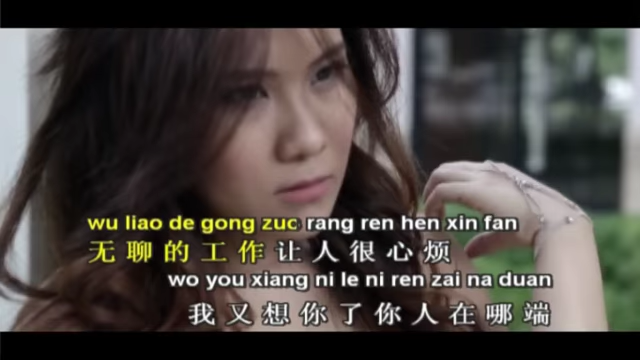 wu liao de gong zuo rang ren hen xin fan
无聊的工作让人很心烦
wo you xiang ni le ni ren zai na duan
我又想你了你人在哪端